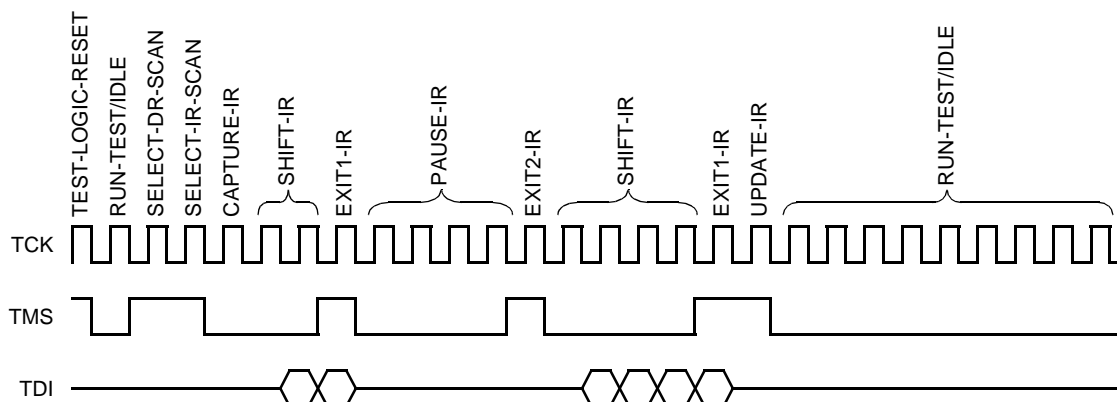 TEST-LOGIC-RESET
RUN-TEST/IDLE
SELECT-DR-SCAN
SELECT-IR-SCAN
CAPTURE-IR
SHIFT-IR
EXIT1-IR
PAUSE-IR
EXIT2-IR
SHIFT-IR
EXIT1-IR
UPDATE-IR
RUN-TEST/IDLE
TCK
TMS
TDI